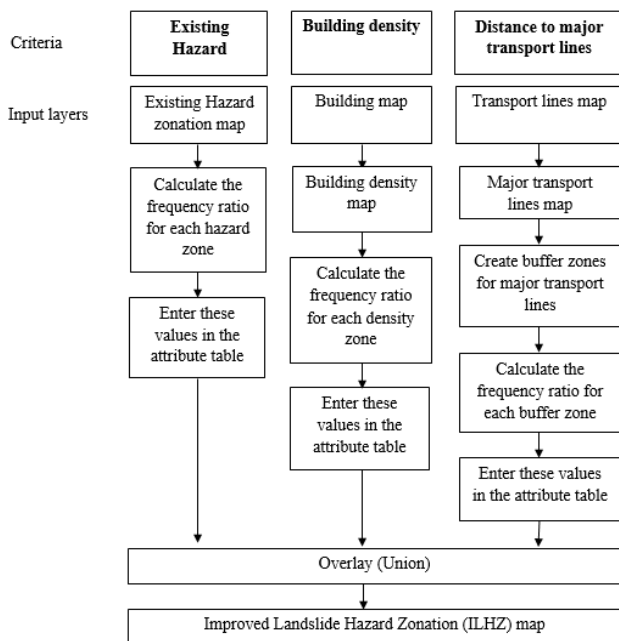 Criteria
Existing
Hazard
Building density
Distance to major
transport lines
Input layers
Existing Hazard
zonation map
Building map
Transport lines map
Calculate the
frequency ratio
for each hazard
zone
Building density
map
Major transport
lines map
Create buffer zones
for major transport
lines
Calculate the
frequency ratio
for each density
zone
Enter these
values in the
attribute table
Calculate the
frequency ratio for
each buffer zone
Enter these
values in the
attribute table
Enter these values
in the attribute table
Overlay (Union)
Improved Landslide Hazard Zonation (ILHZ) map